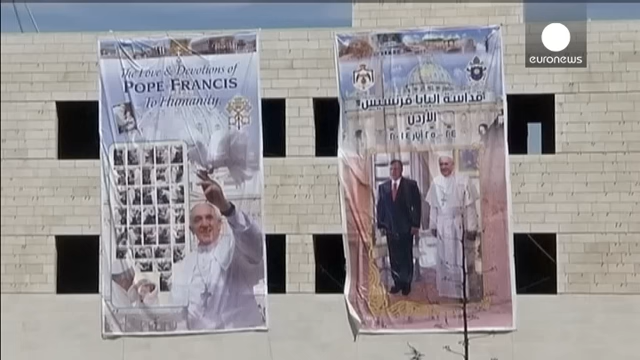 euronews
The Love & Devotions of
POPE FRANCIS
To Humanity
قداسة البابا فرنسيس
الأردن